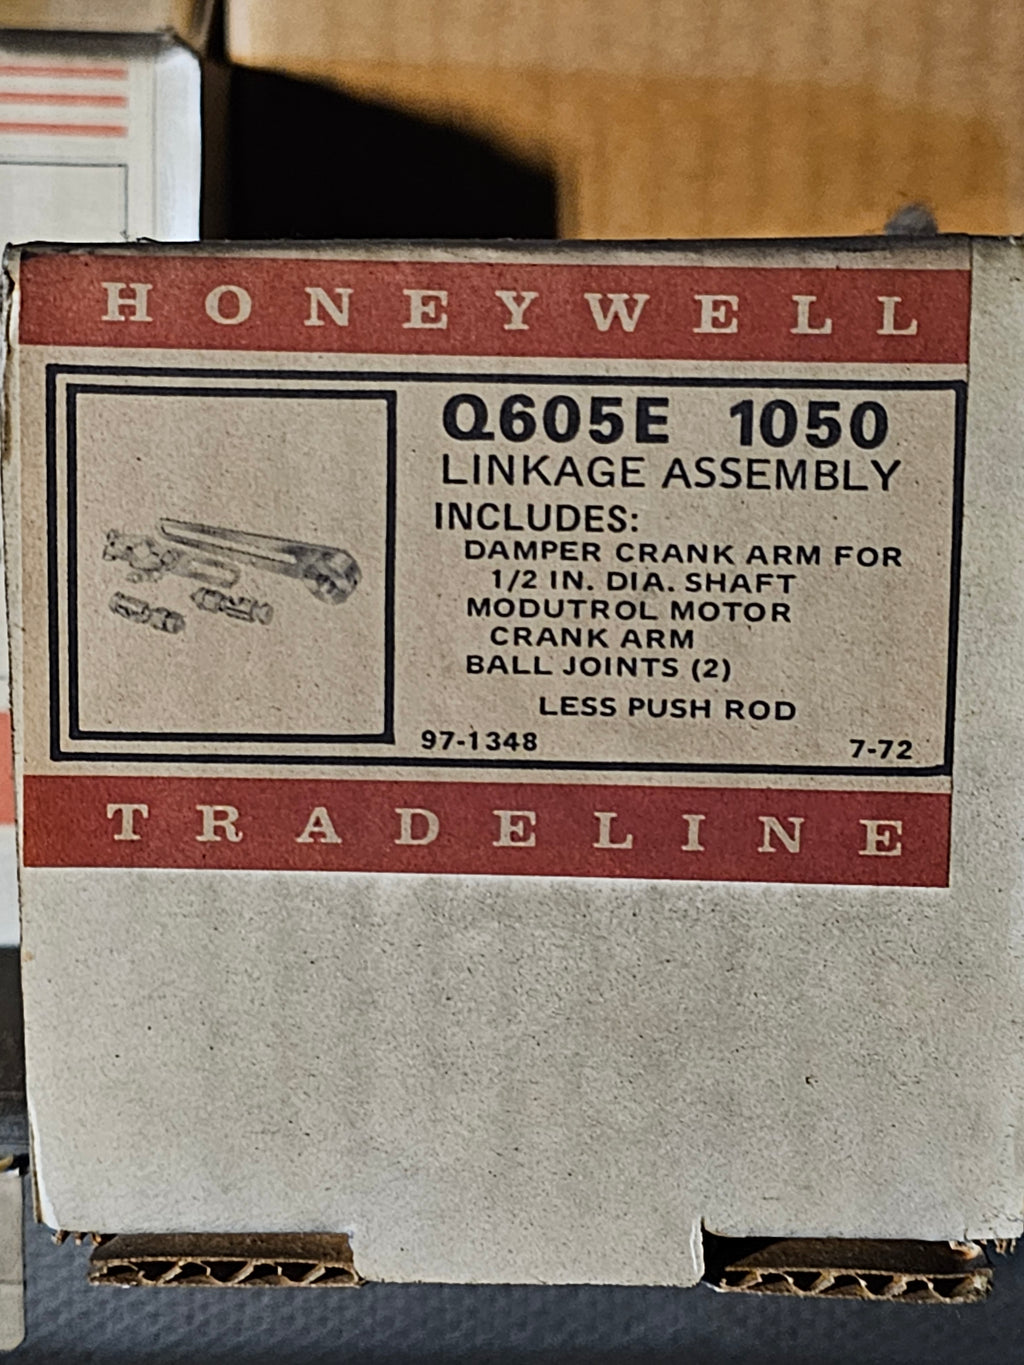 HONEYWELL
Q605E 1050
LINKAGE ASSEMBLY
INCLUDES:
DAMPER CRANK ARM FOR
1/2 IN. DIA. SHAFT
MODUTROL MOTOR
CRANK ARM
BALL JOINTS (2)
LESS PUSH ROD
97-1348 7-72
TRADELINE